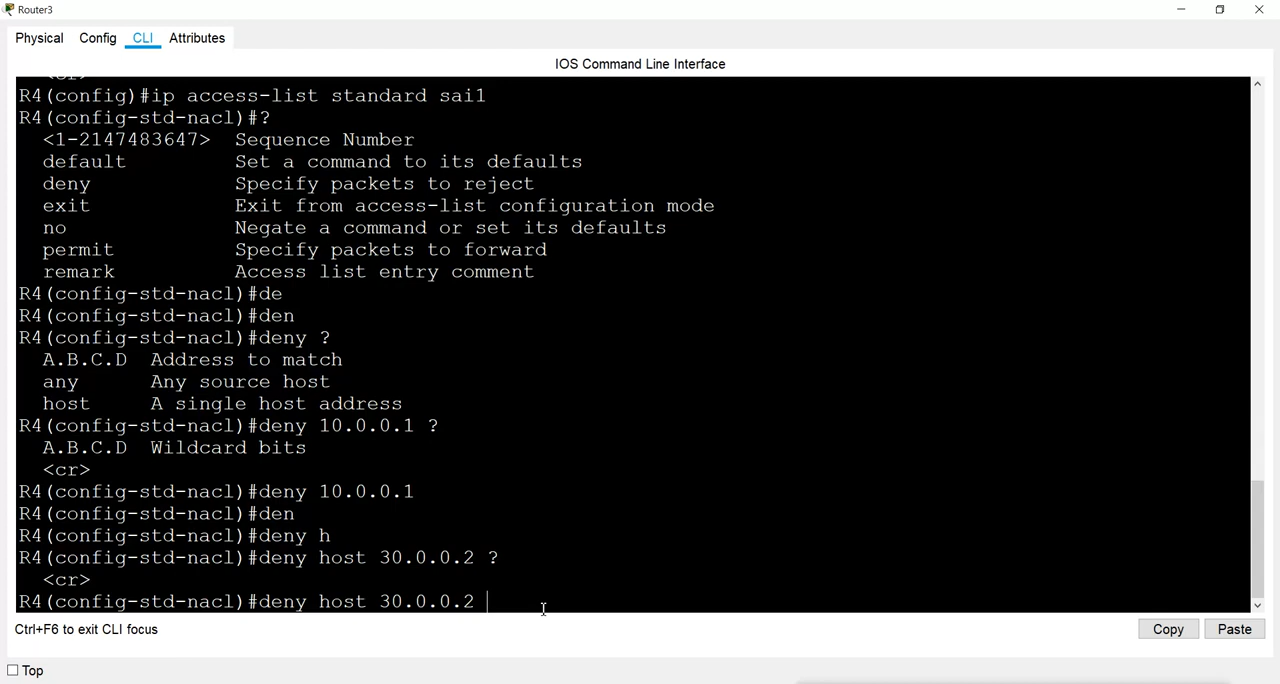 Router3
Physical Config CLI Attributes
IOS Command Line Interface
R4(config)#ip access-list standard sai1
R4(config-std-nacl)#?
<1-2147483647> Sequence Number
default Set a command to its defaults
deny Specify packets to reject
exit Exit from access-list configuration mode
no Negate a command or set its defaults
permit Specify packets to forward
remark Access list entry comment
R4(config-std-nacl)#de
R4(config-std-nacl)#den
R4(config-std-nacl)#deny ?
A.B.C.D Address to match
any Any source host
host A single host address
R4(config-std-nacl)#deny 10.0.0.1 ?
A.B.C.D Wildcard bits
<cr>
R4(config-std-nacl)#deny 10.0.0.1
R4(config-std-nacl)#den
R4(config-std-nacl)#deny h
R4(config-std-nacl)#deny host 30.0.0.2 ?
<cr>
R4(config-std-nacl)#deny host 30.0.0.2
Ctrl+F6 to exit CLI focus
Copy Paste
Top